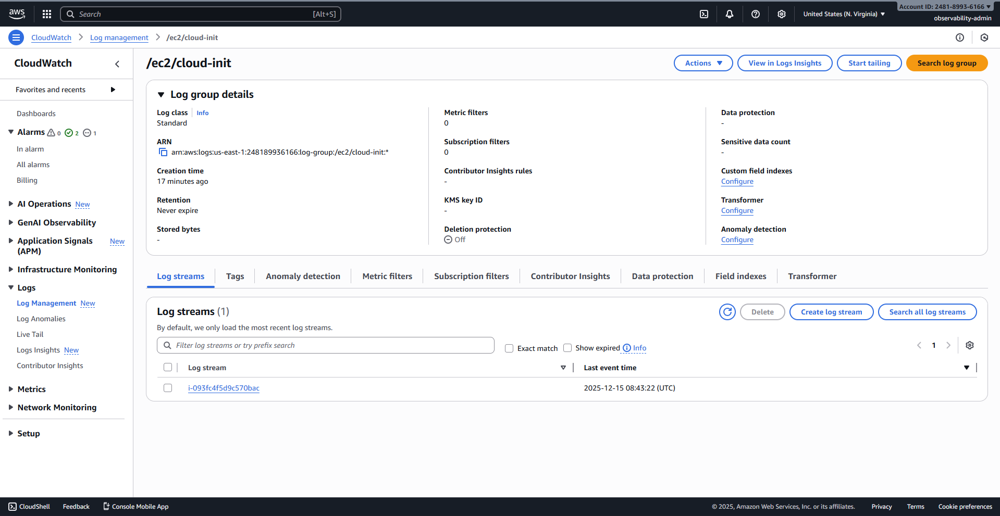 aws
Search [Alt+S]
United States (N. Virginia)
Account ID: 2481-8993-6166
observability-admin
CloudWatch
Log management
/ec2/cloud-init
CloudWatch
Favorites and recents
Dashboards
Alarms 0 2 1
In alarm
All alarms
Billing
AI Operations New
GenAI Observability
Application Signals (APM) New
Infrastructure Monitoring
Logs
Log Management New
Log Anomalies
Live Tail
Logs Insights New
Contributor Insights
Metrics
Network Monitoring
Setup
/ec2/cloud-init
Actions
View in Logs Insights
Start tailing
Search log group
Log group details
Log class Info
Standard
ARN
arn:aws:logs:us-east-1:248189936166:log-group:/ec2/cloud-init:*
Creation time
17 minutes ago
Retention
Never expire
Stored bytes
-
Metric filters
0
Subscription filters
0
Contributor Insights rules
-
KMS key ID
-
Deletion protection
Off
Data protection
-
Sensitive data count
-
Custom field indexes
Configure
Transformer
Configure
Anomaly detection
Configure
Log streams
Tags
Anomaly detection
Metric filters
Subscription filters
Contributor Insights
Data protection
Field indexes
Transformer
Log streams (1)
Delete
Create log stream
Search all log streams
By default, we only load the most recent log streams.
Filter log streams or try prefix search
Exact match
Show expired
Info
1
Log stream
Last event time
i-093fc4f5d9c570bac
2025-12-15 08:43:22 (UTC)
CloudShell
Feedback
Console Mobile App
© 2025, Amazon Web Services, Inc. or its affiliates.
Privacy
Terms
Cookie preferences